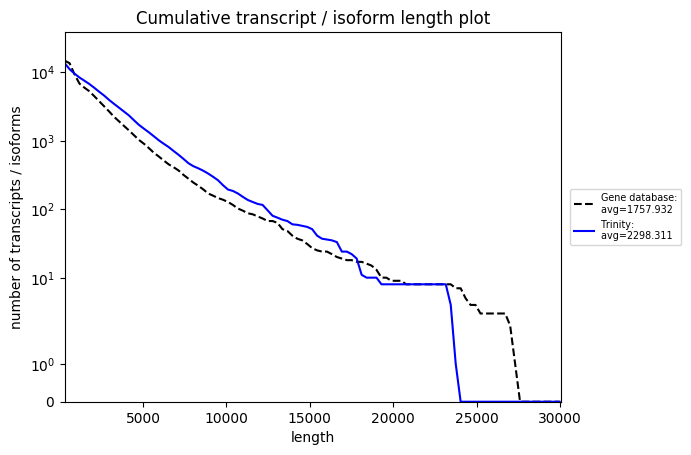 Cumulative transcript / isoform length plot
number of transcripts / isoforms
10^4
10^3
10^2
10^1
10^0
0
5000
10000
15000
20000
25000
30000
length
Gene database:
avg=1757.932
Trinity:
avg=2298.311